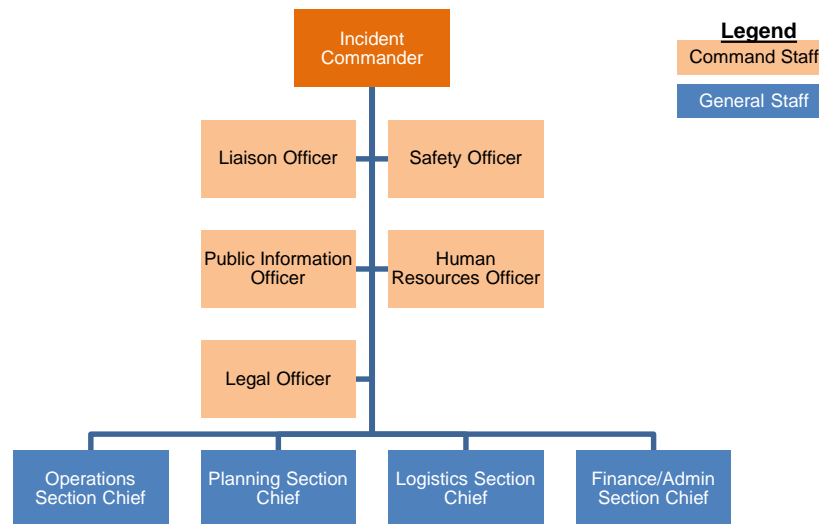 Incident
Commander
Legend
Command Staff
General Staff
Liaison Officer
Safety Officer
Public Information
Officer
Human
Resources Officer
Legal Officer
Operations
Section Chief
Planning Section
Chief
Logistics Section
Chief
Finance/Admin
Section Chief